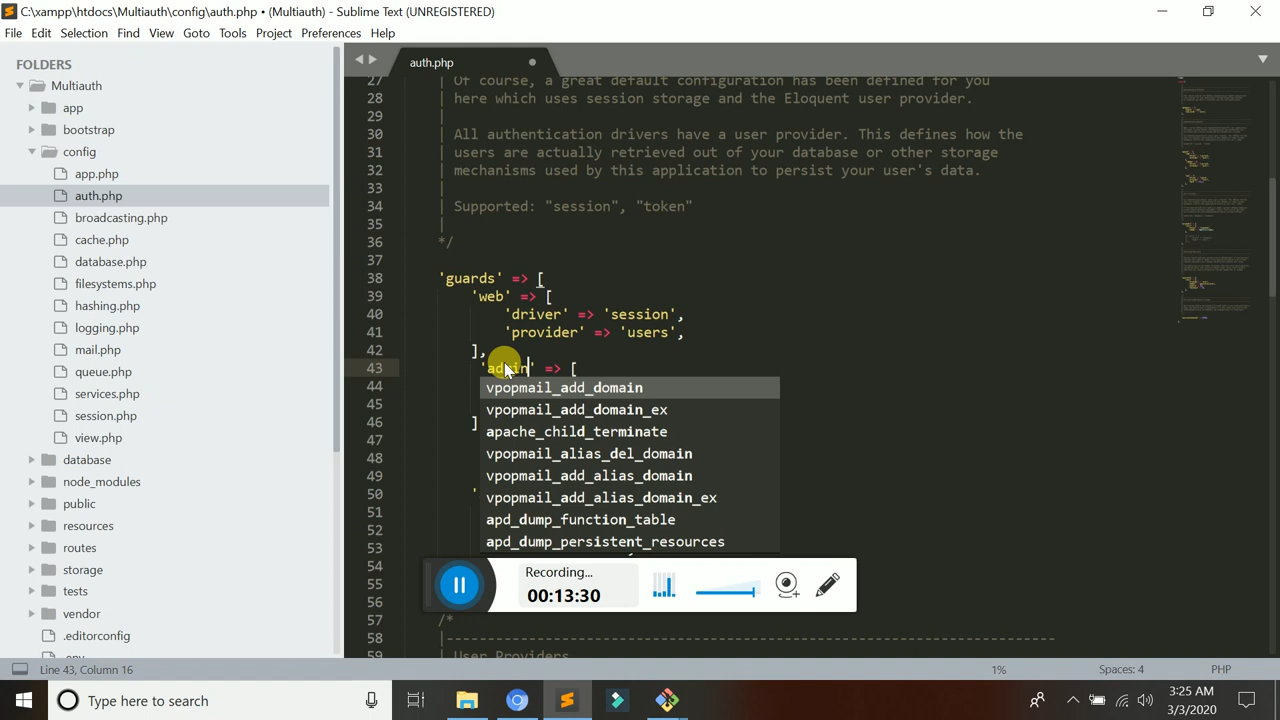 C:\xampp\htdocs\Multiauth\config\auth.php • (Multiauth) - Sublime Text (UNREGISTERED)
File Edit Selection Find View Goto Tools Project Preferences Help
FOLDERS
Multiauth
app
bootstrap
config
app.php
auth.php
broadcasting.php
cache.php
database.php
filesystems.php
hashing.php
logging.php
mail.php
queue.php
services.php
session.php
view.php
database
node_modules
public
resources
routes
storage
tests
vendor
.editorconfig
.env
auth.php
27 | Of course, a great default configuration has been defined for you
28 | here which uses session storage and the Eloquent user provider.
29 |
30 | All authentication drivers have a user provider. This defines how the
31 | users are actually retrieved out of your database or other storage
32 | mechanisms used by this application to persist your user's data.
33 |
34 | Supported: "session", "token"
35 |
36 */
37
38 'guards' => [
39 'web' => [
40 'driver' => 'session',
41 'provider' => 'users',
42 ],
43 'admin' => [
44
45
46 ]
47
48
49
50 '
51
52
53
54
55
56
57 /*
58 |--------------------------------------------------------------------------
59 | User Providers
vpopmail_add_domain
vpopmail_add_domain_ex
apache_child_terminate
vpopmail_alias_del_domain
vpopmail_add_alias_domain
vpopmail_add_alias_domain_ex
apd_dump_function_table
apd_dump_persistent_resources
Recording...
00:13:30
Line 43, Column 16
1%
Spaces: 4
PHP
Type here to search
3:25 AM
3/3/2020